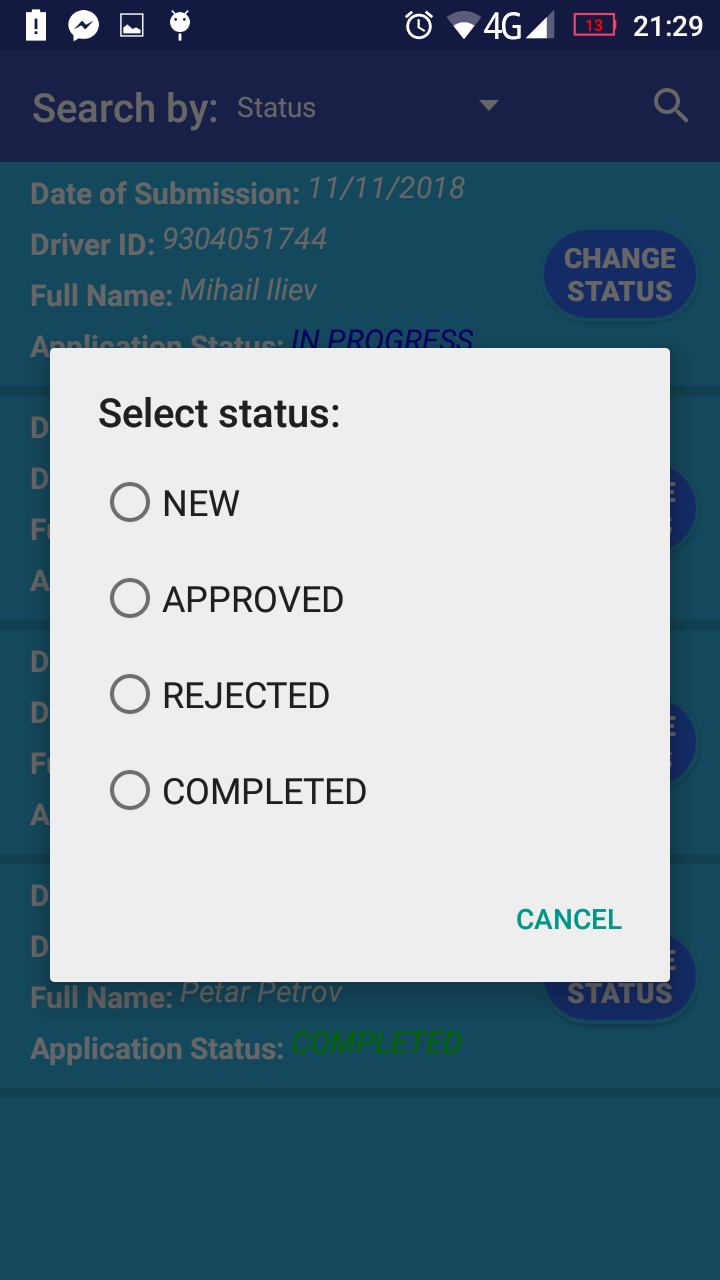 4G 13 21:29
Search by: Status
Date of Submission: 11/11/2018
Driver ID: 9304051744
Full Name: Mihail Iliev
CHANGE
STATUS
Application Status: IN PROGRESS
Select status:
NEW
APPROVED
REJECTED
COMPLETED
CANCEL
Full Name: Petar Petrov
STATUS
Application Status: COMPLETED